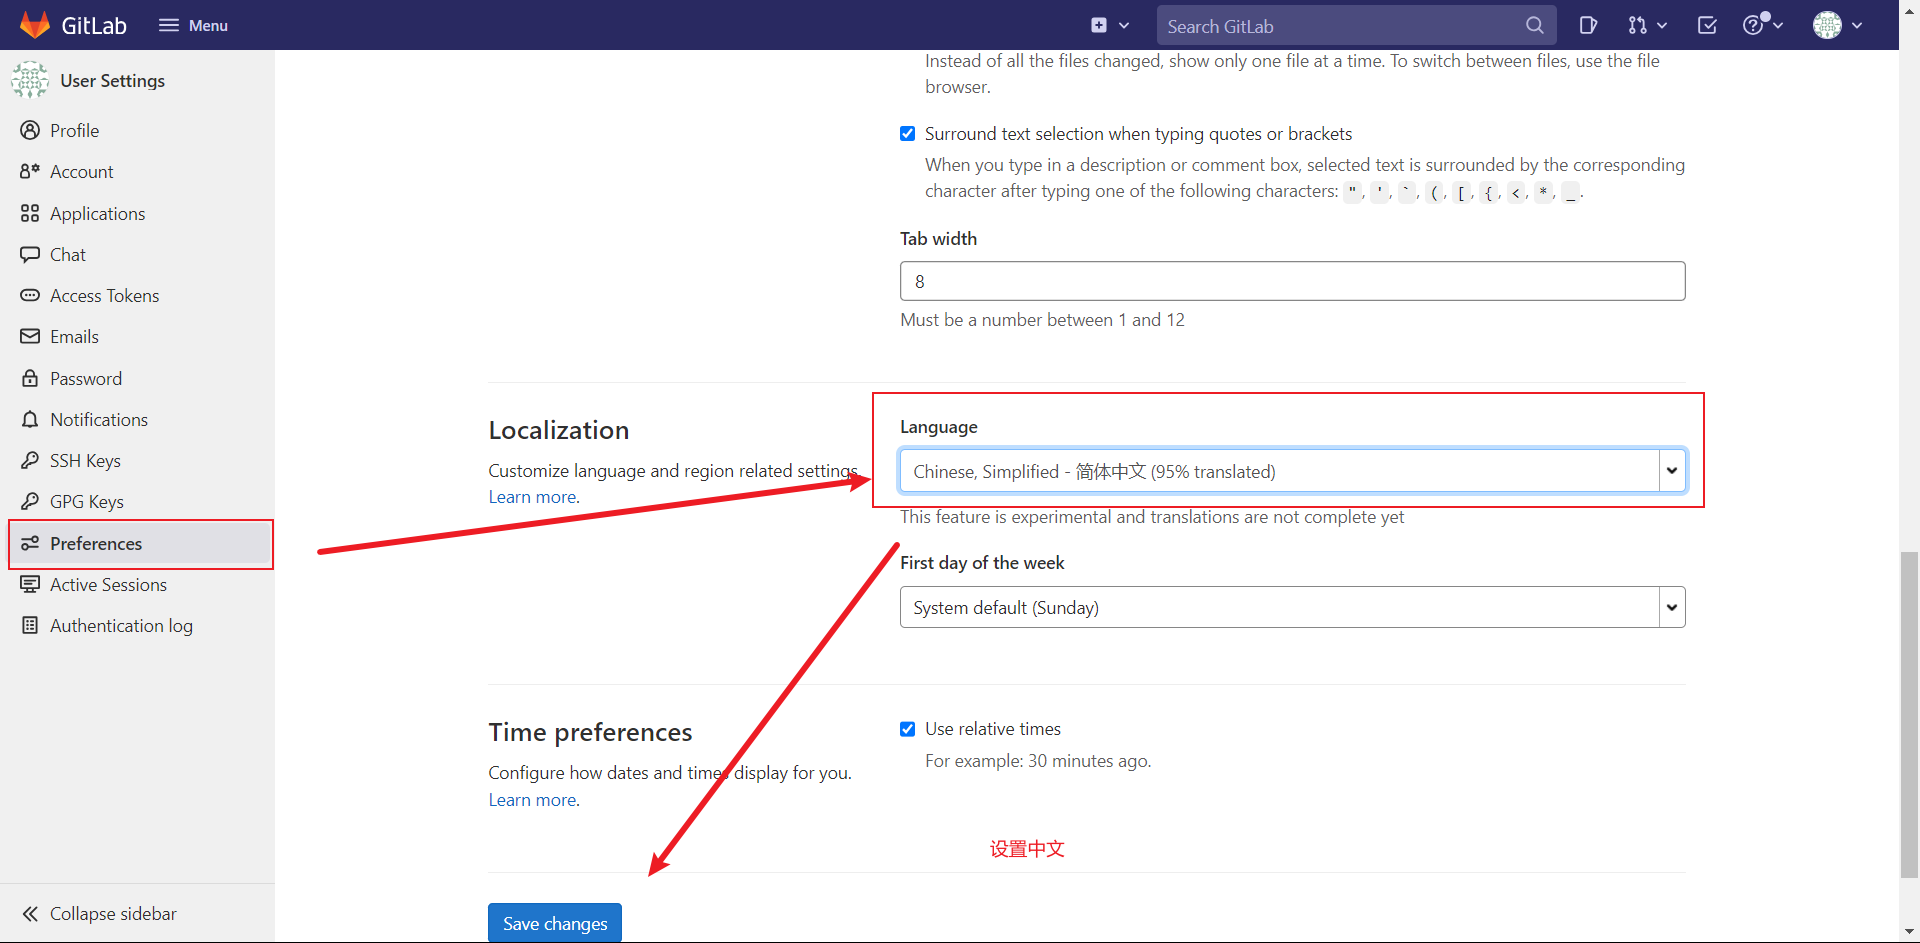 GitLab
Menu
Search GitLab
User Settings
Profile
Account
Applications
Chat
Access Tokens
Emails
Password
Notifications
SSH Keys
GPG Keys
Preferences
Active Sessions
Authentication log
Collapse sidebar
Instead of all the files changed, show only one file at a time. To switch between files, use the file
browser.
Surround text selection when typing quotes or brackets
When you type in a description or comment box, selected text is surrounded by the corresponding
character after typing one of the following characters: ", ', `, (, [, {, <, *, _.
Tab width
8
Must be a number between 1 and 12
Localization
Customize language and region related settings.
Learn more.
Language
Chinese, Simplified - 简体中文 (95% translated)
This feature is experimental and translations are not complete yet
First day of the week
System default (Sunday)
Time preferences
Configure how dates and times display for you.
Learn more.
Use relative times
For example: 30 minutes ago.
设置中文
Save changes